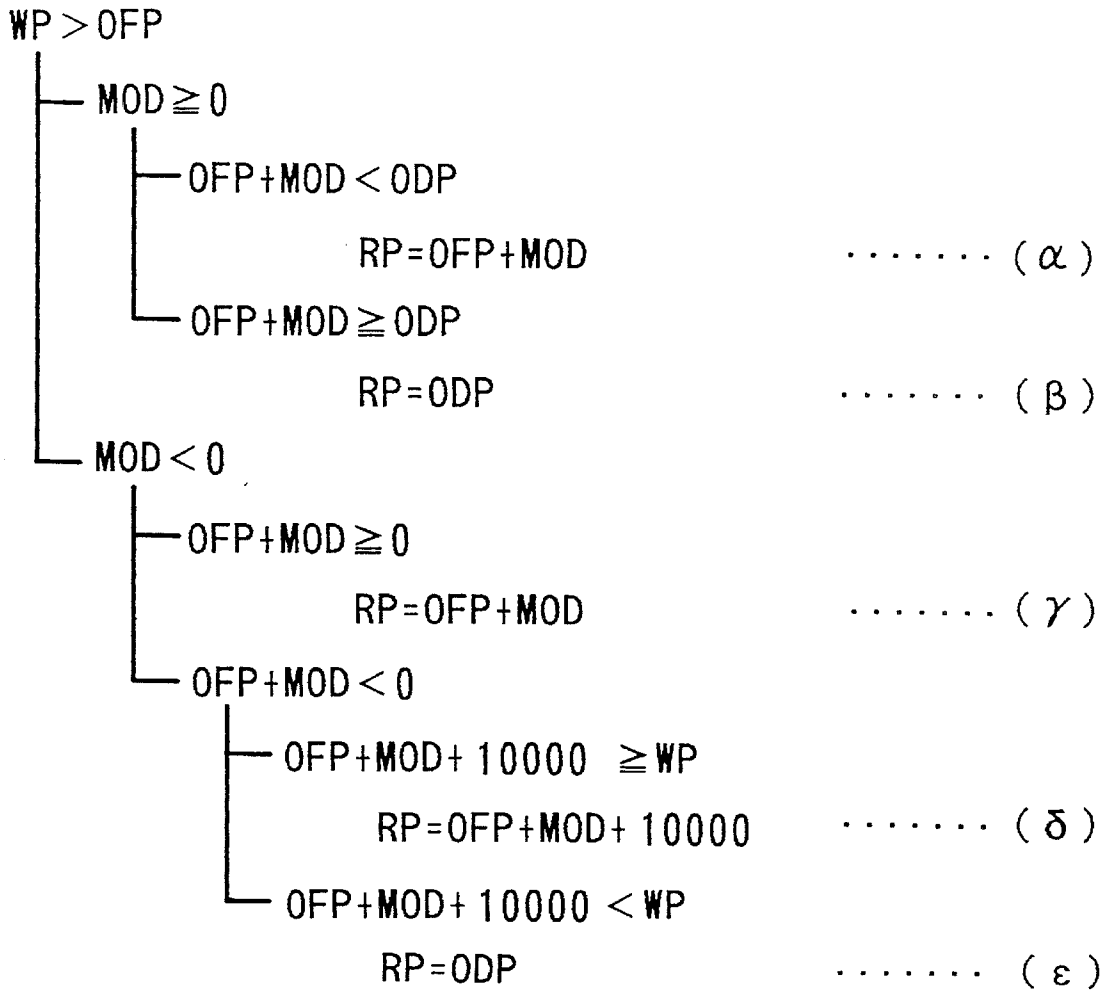 WP>OFP
MOD≧0
OFP+MOD<ODP
RP=OFP+MOD ······· (α)
OFP+MOD≧ODP
RP=ODP ······· (β)
MOD<0
OFP+MOD≧0
RP=OFP+MOD ······· (γ)
OFP+MOD<0
OFP+MOD+10000 ≧WP
RP=OFP+MOD+10000 ······· (δ)
OFP+MOD+10000 <WP
RP=ODP ······· (ε)